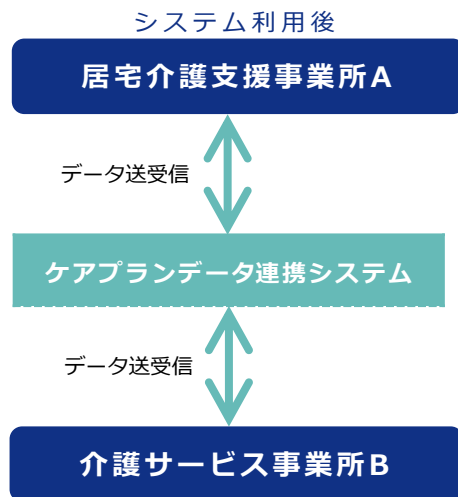 システム利用後
居宅介護支援事業所A
データ送受信
ケアプランデータ連携システム
データ送受信
介護サービス事業所B